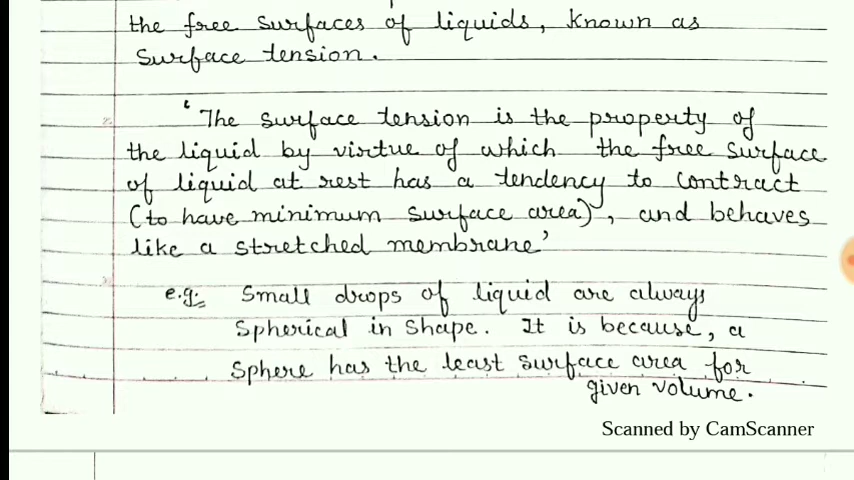 the free surfaces of liquids, known as
surface tension.
‘The surface tension is the property of
the liquid by virtue of which the free surface
of liquid at rest has a tendency to contract
(to have minimum surface area), and behaves
like a stretched membrane’
e.g. Small drops of liquid are always
spherical in shape. It is because, a
sphere has the least surface area for
given volume.
Scanned by CamScanner